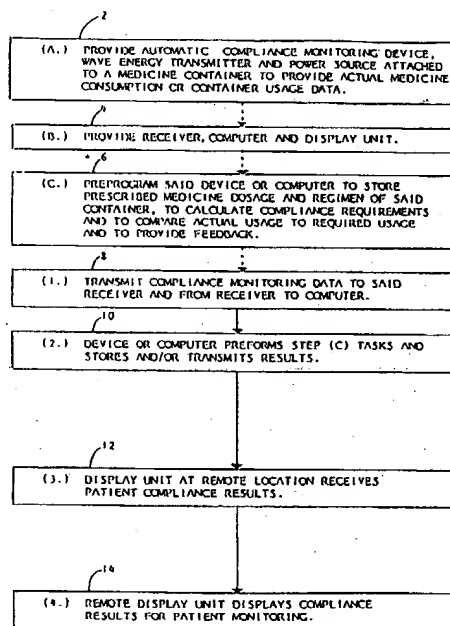 2
(A.) PROVIDE AUTOMATIC COMPLIANCE MONITORING DEVICE,
WAVE ENERGY TRANSMITTER AND POWER SOURCE ATTACHED
TO A MEDICINE CONTAINER TO PROVIDE ACTUAL MEDICINE
CONSUMPTION OR CONTAINER USAGE DATA.
4
(B.) PROVIDE RECEIVER, COMPUTER AND DISPLAY UNIT.
6
(C.) PREPROGRAM SAID DEVICE OR COMPUTER TO STORE
PRESCRIBED MEDICINE DOSAGE AND REGIMEN OF SAID
CONTAINER, TO CALCULATE COMPLIANCE REQUIREMENTS
AND TO COMPARE ACTUAL USAGE TO REQUIRED USAGE
AND TO PROVIDE FEEDBACK.
8
(1.) TRANSMIT COMPLIANCE MONITORING DATA TO SAID
RECEIVER AND FROM RECEIVER TO COMPUTER.
10
(2.) DEVICE OR COMPUTER PREFORMS STEP (C) TASKS AND
STORES AND/OR TRANSMITS RESULTS.
12
(3.) DISPLAY UNIT AT REMOTE LOCATION RECEIVES
PATIENT COMPLIANCE RESULTS.
14
(4.) REMOTE DISPLAY UNIT DISPLAYS COMPLIANCE
RESULTS FOR PATIENT MONITORING.